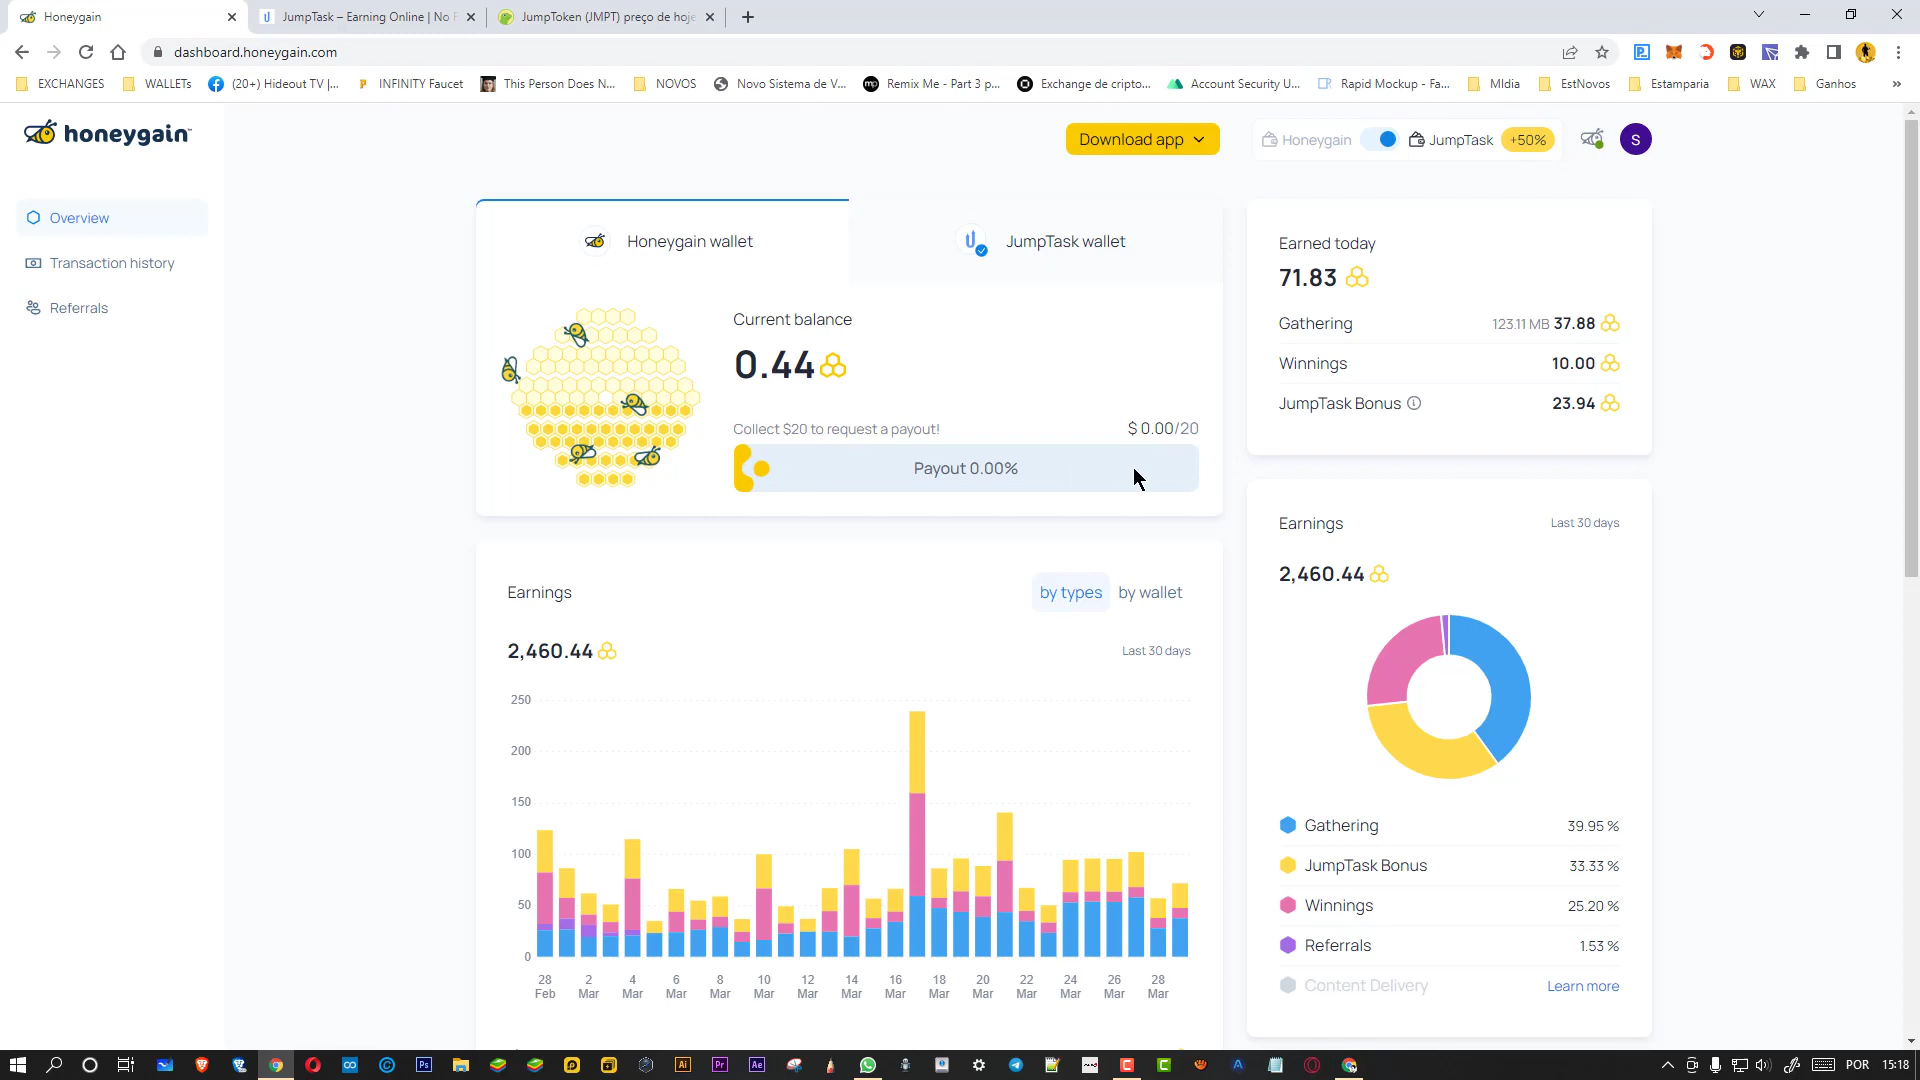 Honeygain
JumpTask – Earning Online | No F
JumpToken (JMPT) preço de hoje
dashboard.honeygain.com
EXCHANGES
WALLETs
(20+) Hideout TV |...
INFINITY Faucet
This Person Does N...
NOVOS
Novo Sistema de V...
Remix Me - Part 3 p...
Exchange de cripto...
Account Security U...
Rapid Mockup - Fa...
MIdia
EstNovos
Estamparia
WAX
Ganhos
»
honeygain
Download app
Honeygain
JumpTask
+50%
S
Overview
Transaction history
Referrals
Honeygain wallet
JumpTask wallet
Current balance
0.44
Collect $20 to request a payout!
$ 0.00/20
Payout 0.00%
Earned today
71.83
Gathering 123.11 MB 37.88
Winnings 10.00
JumpTask Bonus 23.94
Earnings
by types
by wallet
2,460.44
Last 30 days
250
200
150
100
50
0
28 Feb
2 Mar
4 Mar
6 Mar
8 Mar
10 Mar
12 Mar
14 Mar
16 Mar
18 Mar
20 Mar
22 Mar
24 Mar
26 Mar
28 Mar
Earnings
Last 30 days
2,460.44
Gathering 39.95 %
JumpTask Bonus 33.33 %
Winnings 25.20 %
Referrals 1.53 %
Content Delivery Learn more
Ps
Ai
Pr
Ae
POR
15:18